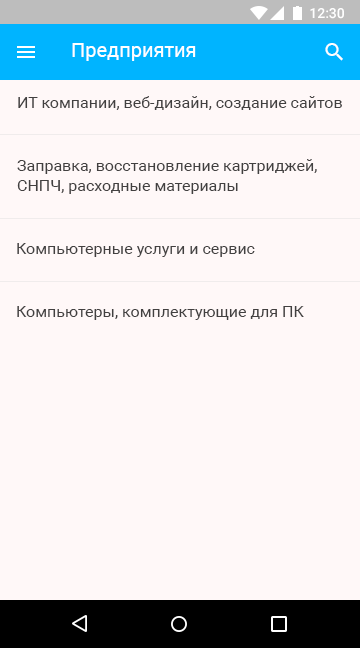 12:30
Предприятия
ИТ компании, веб-дизайн, создание сайтов
Заправка, восстановление картриджей,
СНПЧ, расходные материалы
Компьютерные услуги и сервис
Компьютеры, комплектующие для ПК